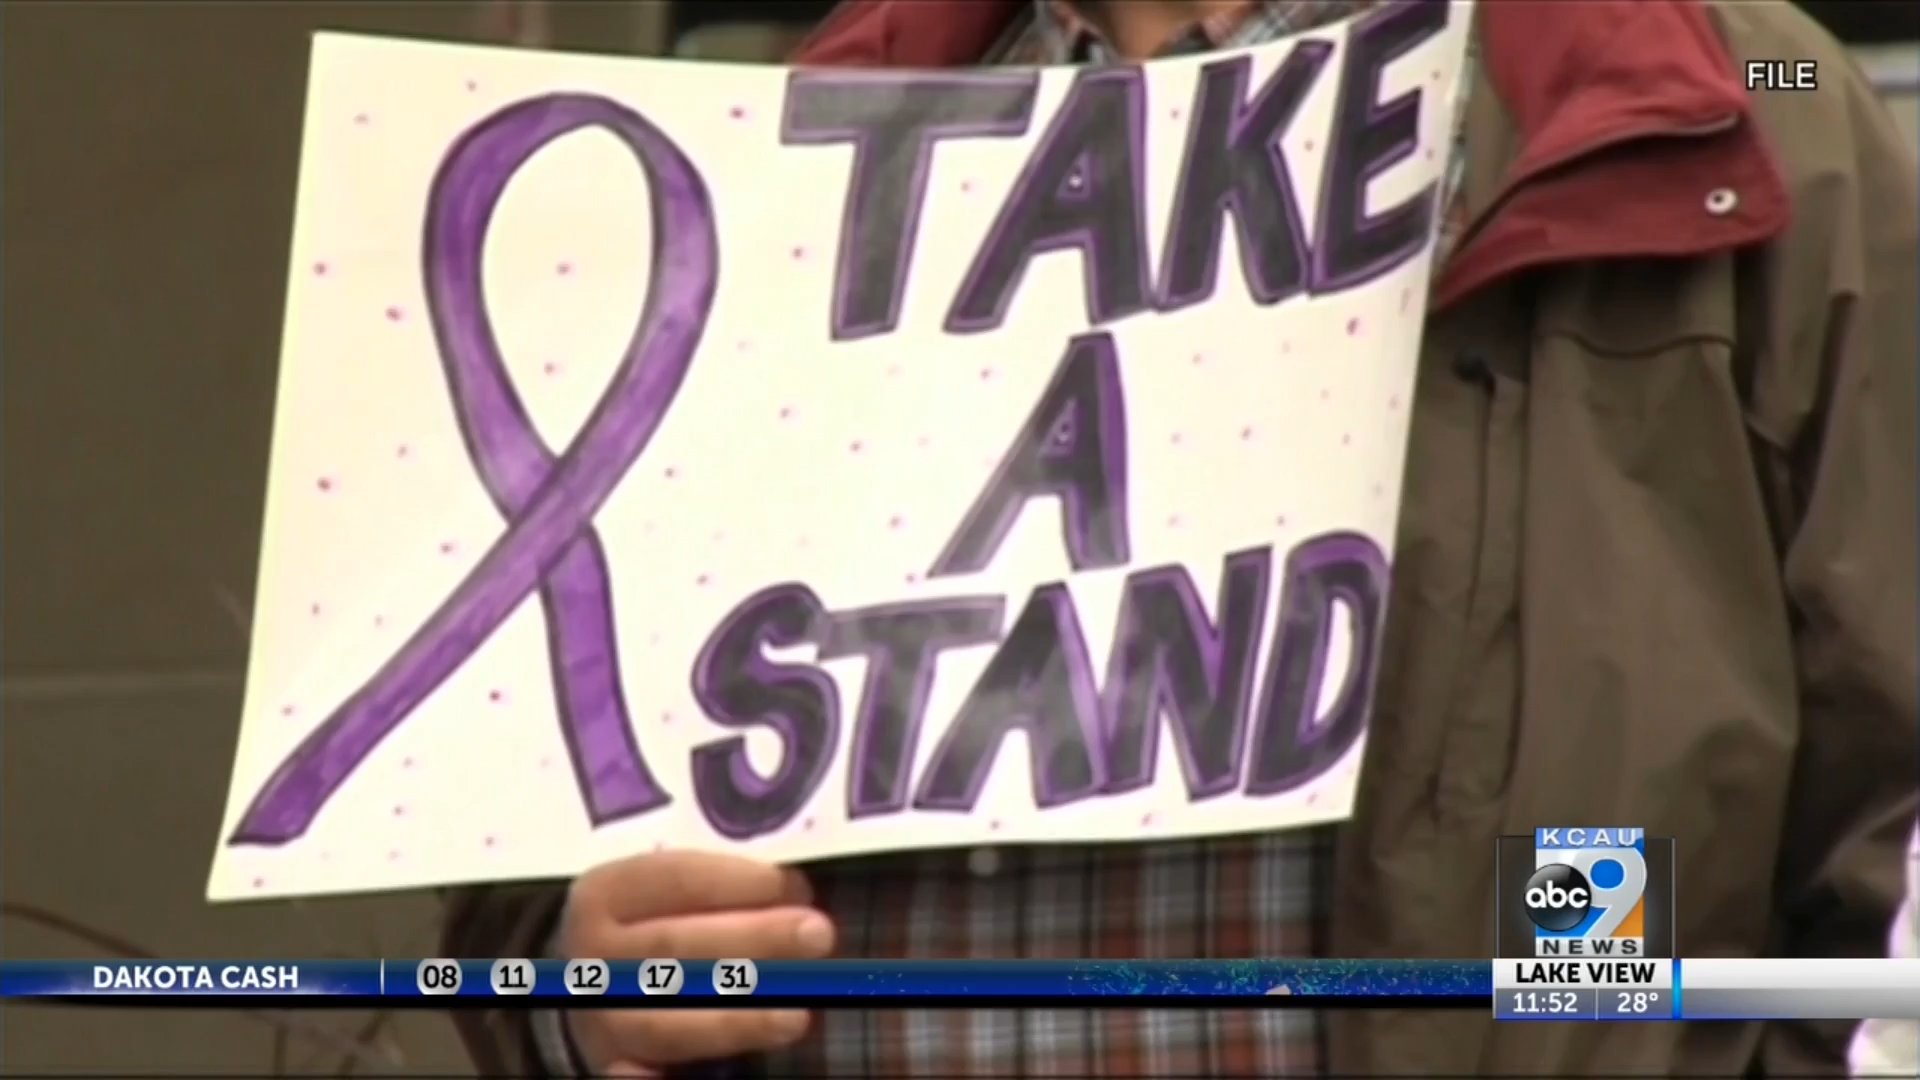 FILE
TAKE
A
STAND
KCAU
abc 9
NEWS
DAKOTA CASH 08 11 12 17 31
LAKE VIEW
11:52 28°